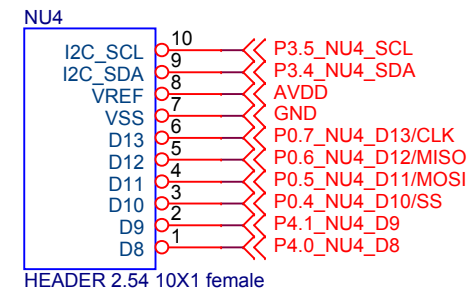 NU4
I2C_SCL 10 P3.5_NU4_SCL
I2C_SDA 9 P3.4_NU4_SDA
VREF 8 AVDD
VSS 7 GND
D13 6 P0.7_NU4_D13/CLK
D12 5 P0.6_NU4_D12/MISO
D11 4 P0.5_NU4_D11/MOSI
D10 3 P0.4_NU4_D10/SS
D9 2 P4.1_NU4_D9
D8 1 P4.0_NU4_D8
HEADER 2.54 10X1 female